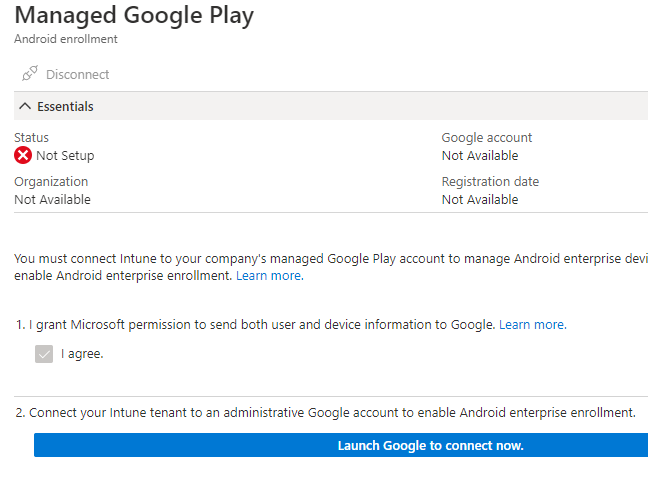 Managed Google Play
Android enrollment
Disconnect
Essentials
Status
Not Setup
Google account
Not Available
Organization
Not Available
Registration date
Not Available
You must connect Intune to your company's managed Google Play account to manage Android enterprise devi
enable Android enterprise enrollment. Learn more.
1. I grant Microsoft permission to send both user and device information to Google. Learn more.
I agree.
2. Connect your Intune tenant to an administrative Google account to enable Android enterprise enrollment.
Launch Google to connect now.